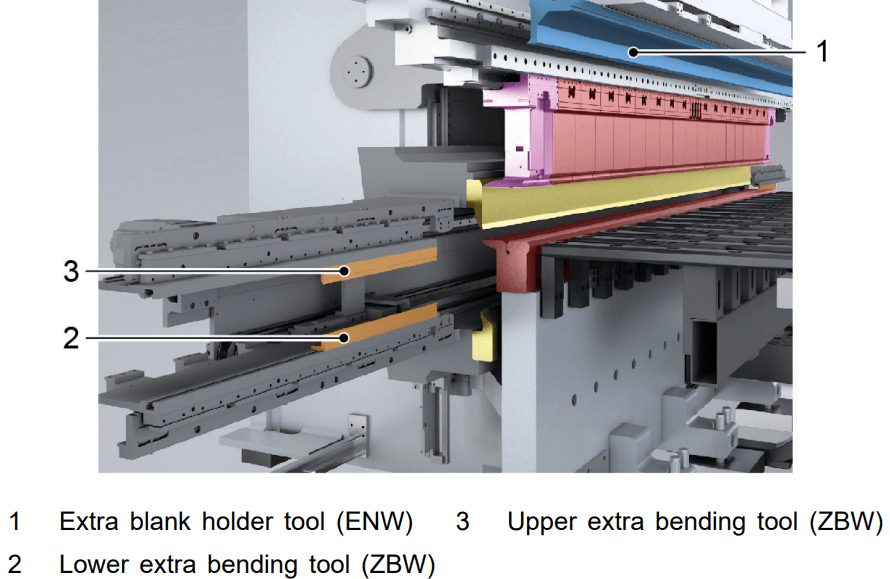 1
3
2
1 Extra blank holder tool (ENW) 3 Upper extra bending tool (ZBW)
2 Lower extra bending tool (ZBW)